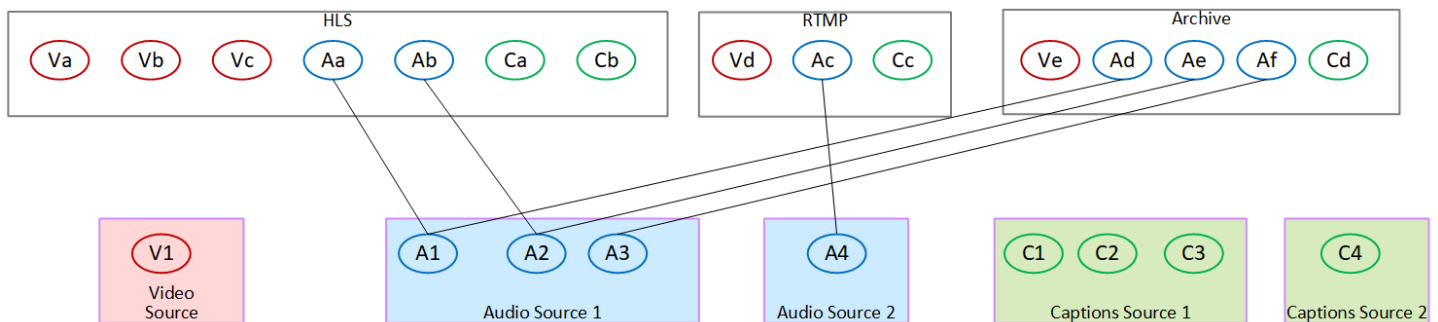 HLS
RTMP
Archive
Va Vb Vc Aa Ab Ca Cb Vd Ac Cc Ve Ad Ae Af Cd
V1 A1 A2 A3 A4 C1 C2 C3 C4
Video
Source
Audio Source 1
Audio Source 2
Captions Source 1
Captions Source 2